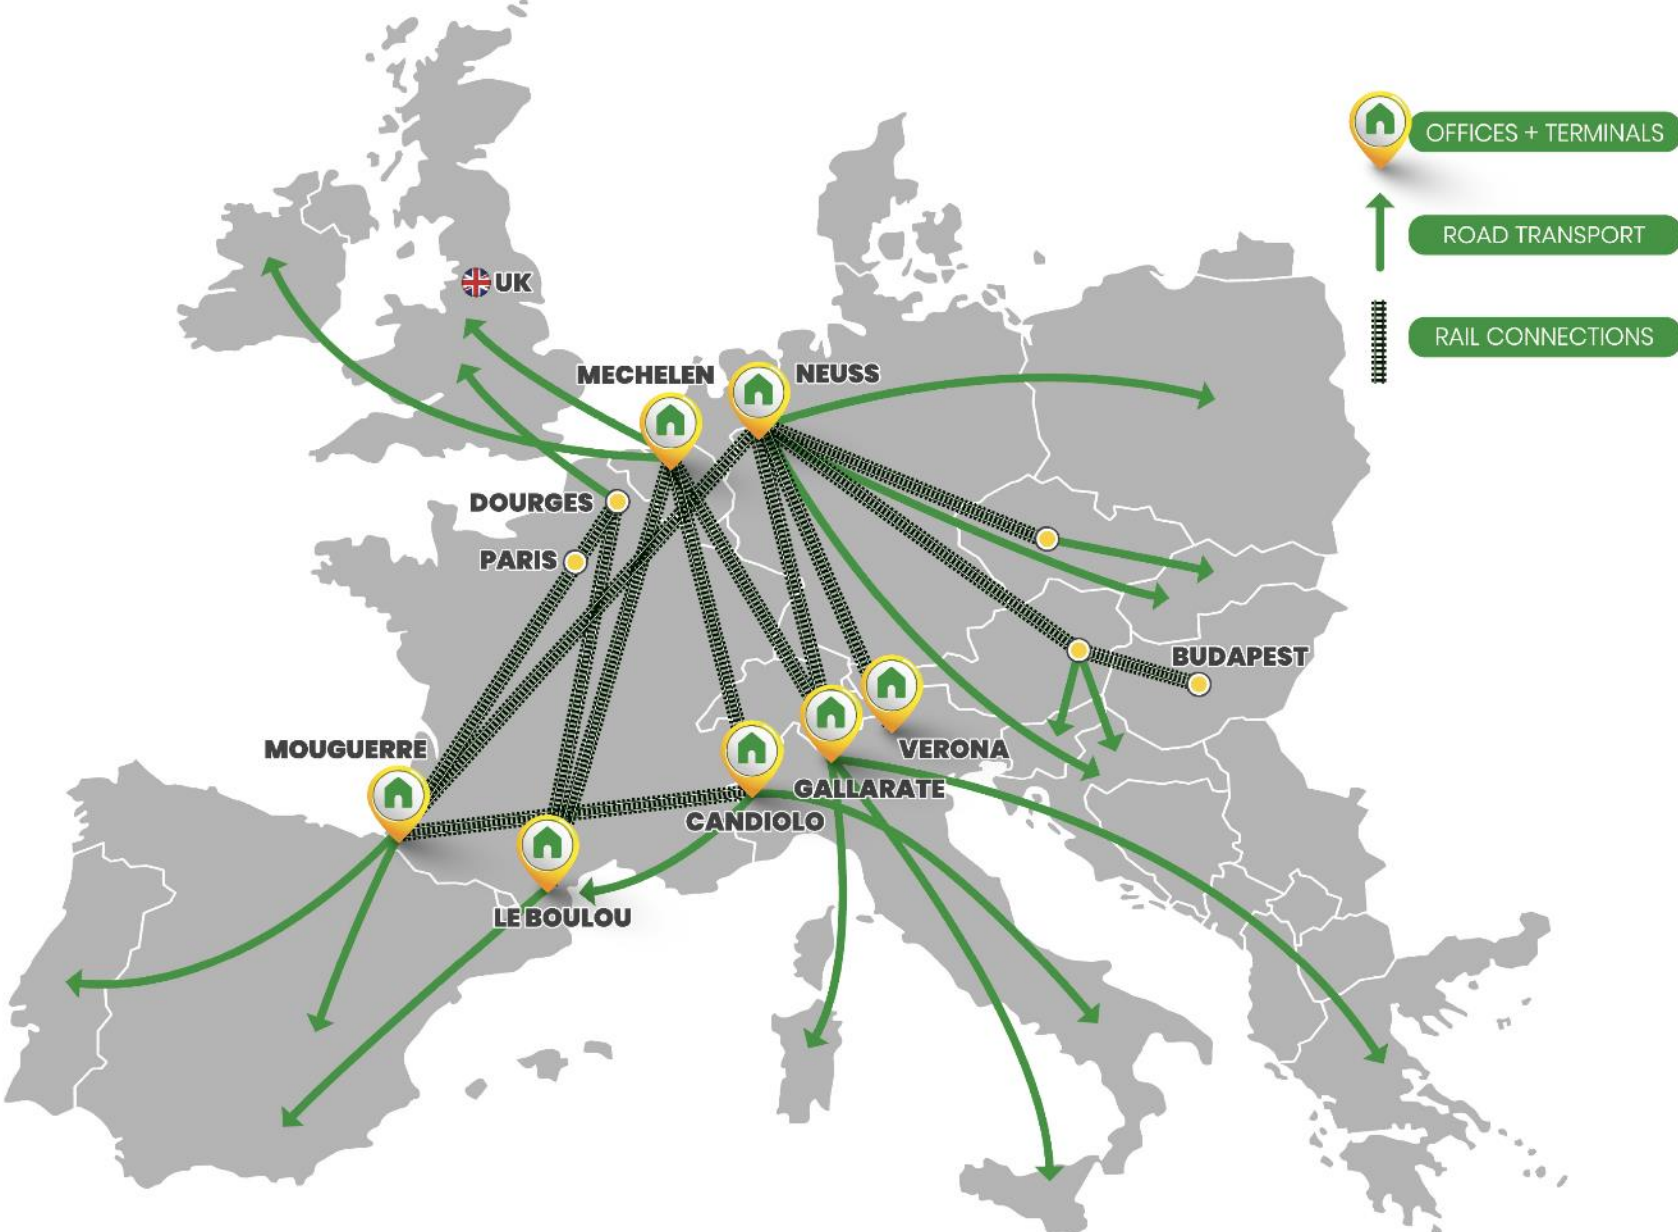 OFFICES + TERMINALS
ROAD TRANSPORT
RAIL CONNECTIONS
UK
MECHELEN
NEUSS
DOURGES
PARIS
BUDAPEST
MOUGUERRE
VERONA
GALLARATE
CANDIOLO
LE BOULOU